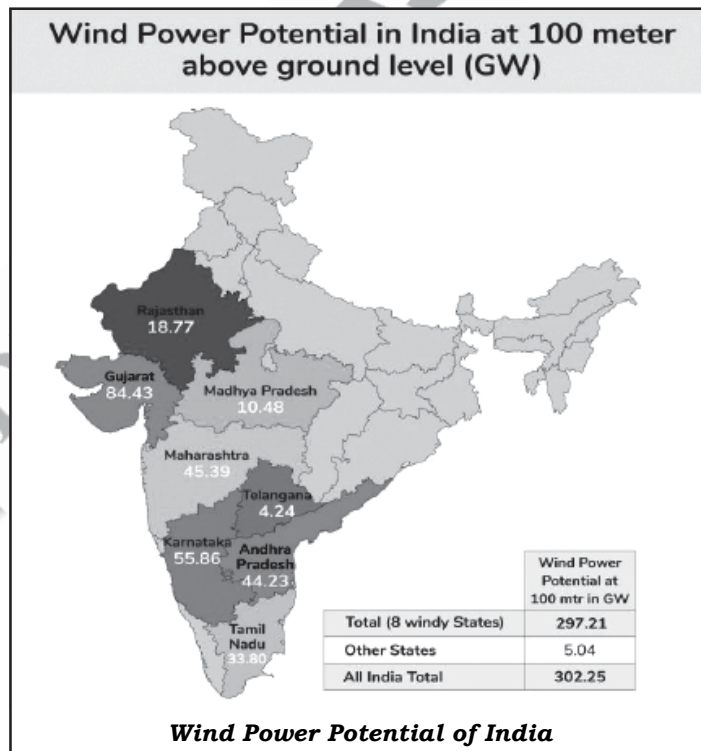 Wind Power Potential in India at 100 meter
above ground level (GW)
Rajasthan
18.77
Gujarat
84.43
Madhya Pradesh
10.48
Maharashtra
45.39
Telangana
4.24
Karnataka
55.86
Andhra
Pradesh
44.23
Tamil
Nadu
33.80
Wind Power
Potential at
100 mtr in GW
Total (8 windy States) 297.21
Other States 5.04
All India Total 302.25
Wind Power Potential of India